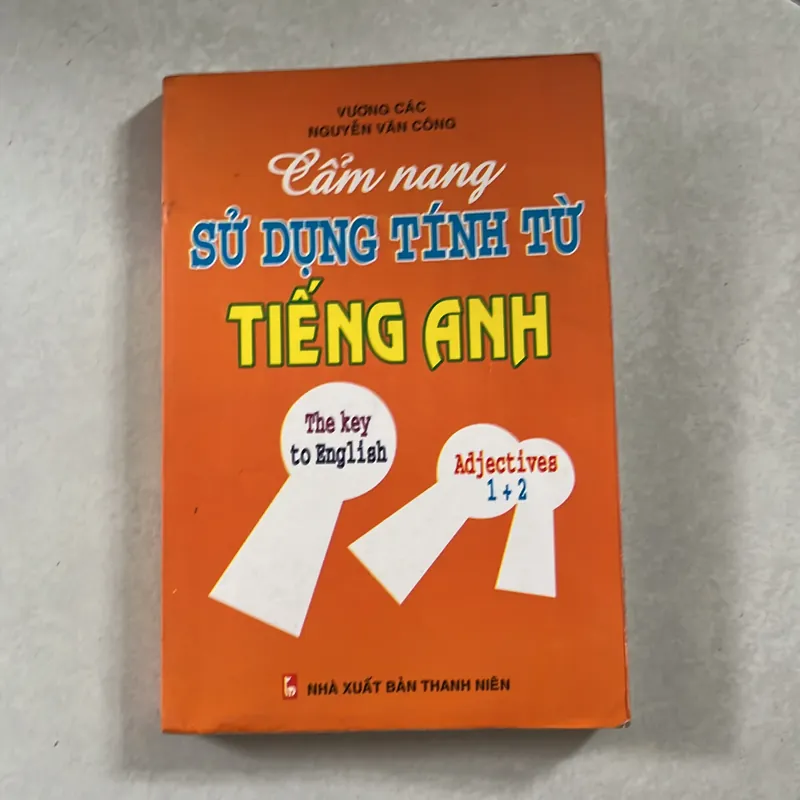 VƯƠNG CÁC
NGUYỄN VĂN CÔNG
Cẩm nang
SỬ DỤNG TÍNH TỪ
TIẾNG ANH
The key
to English
Adjectives
1 + 2
NHÀ XUẤT BẢN THANH NIÊN